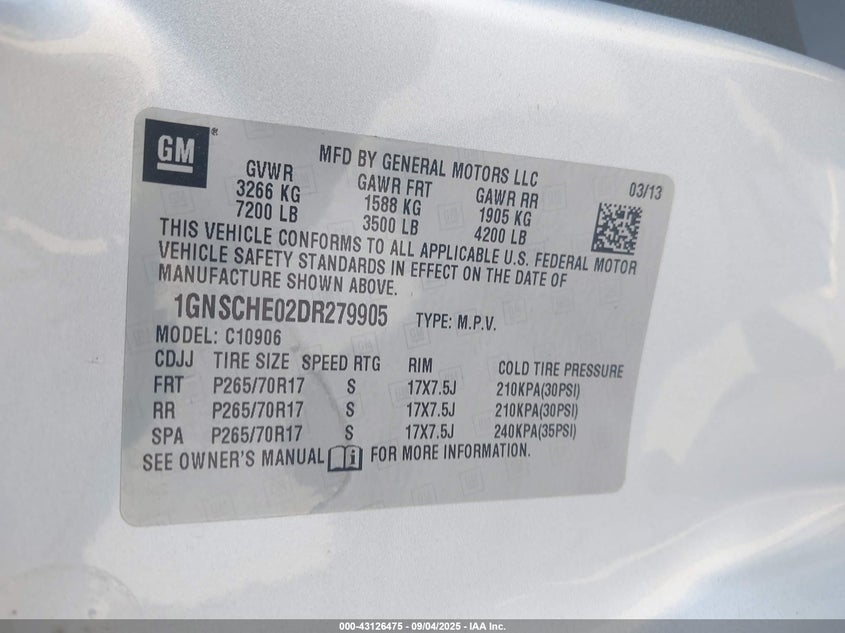 GM ®
MFD BY GENERAL MOTORS LLC
03/13
GVWR GAWR FRT GAWR RR
3266 KG 1588 KG 1905 KG
7200 LB 3500 LB 4200 LB
THIS VEHICLE CONFORMS TO ALL APPLICABLE U.S. FEDERAL MOTOR
VEHICLE SAFETY STANDARDS IN EFFECT ON THE DATE OF
MANUFACTURE SHOWN ABOVE.
1GNSCHE02DR279905 TYPE: M.P.V.
MODEL: C10906
CDJJ TIRE SIZE SPEED RTG RIM COLD TIRE PRESSURE
FRT P265/70R17 S 17X7.5J 210KPA(30PSI)
RR P265/70R17 S 17X7.5J 210KPA(30PSI)
SPA P265/70R17 S 17X7.5J 240KPA(35PSI)
SEE OWNER'S MANUAL FOR MORE INFORMATION.
000-43126475 - 09/04/2025 - IAA Inc.